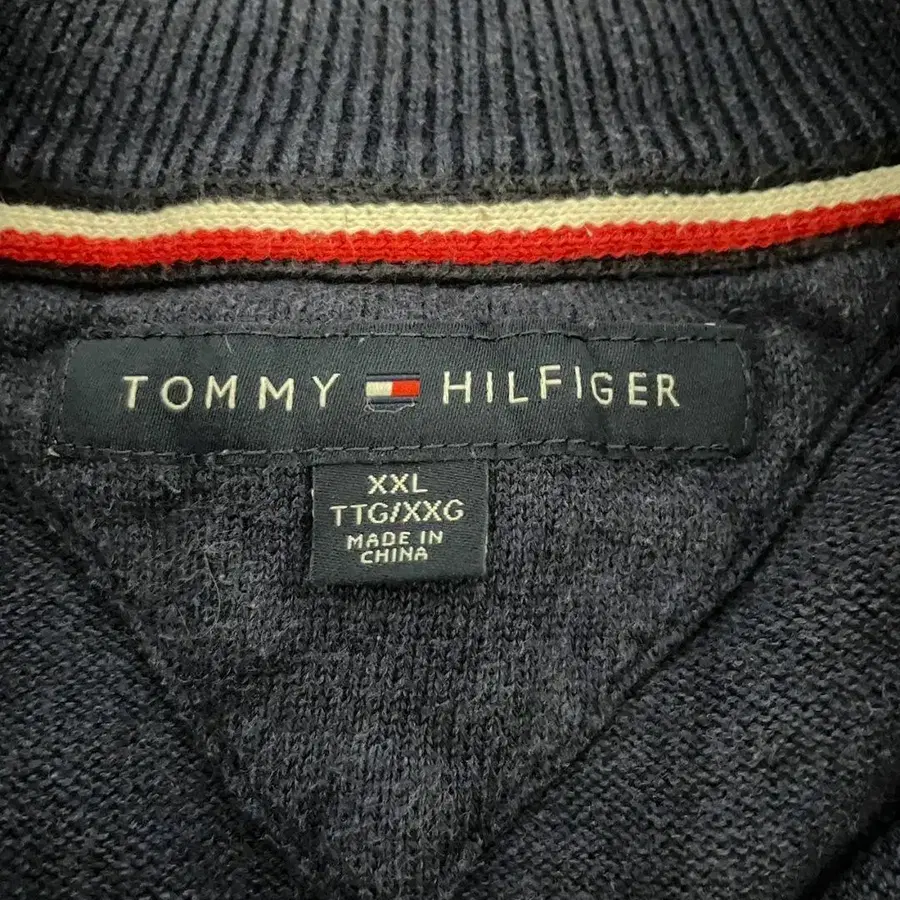 TOMMY HILFIGER
XXL
TTG/XXG
MADE IN
CHINA